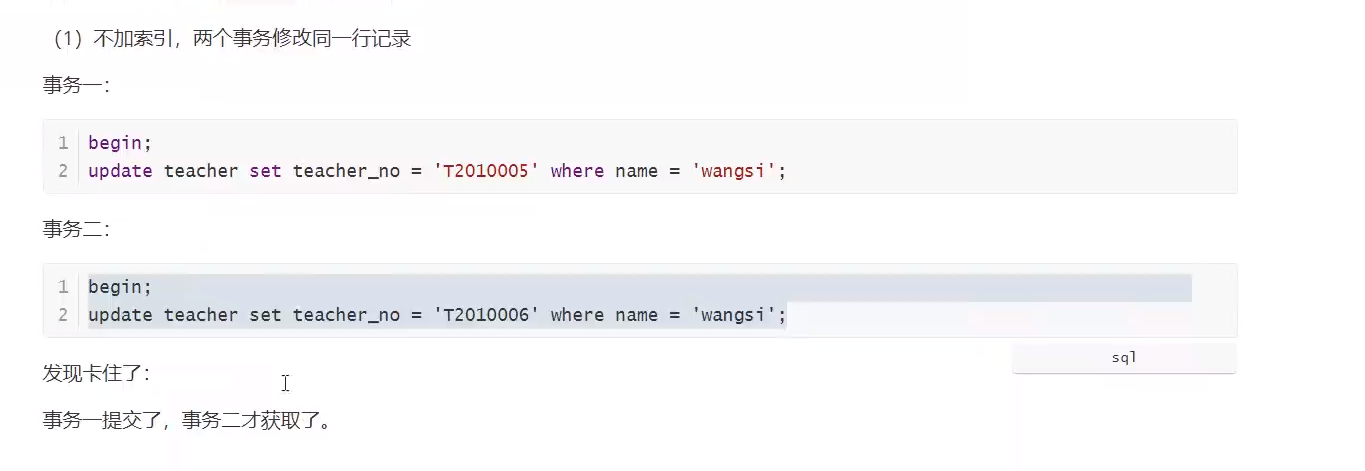 （1）不加索引，两个事务修改同一行记录
事务一：
1 begin;
2 update teacher set teacher_no = 'T2010005' where name = 'wangsi';
事务二：
1 begin;
2 update teacher set teacher_no = 'T2010006' where name = 'wangsi';
sql
发现卡住了：
事务一提交了，事务二才获取了。